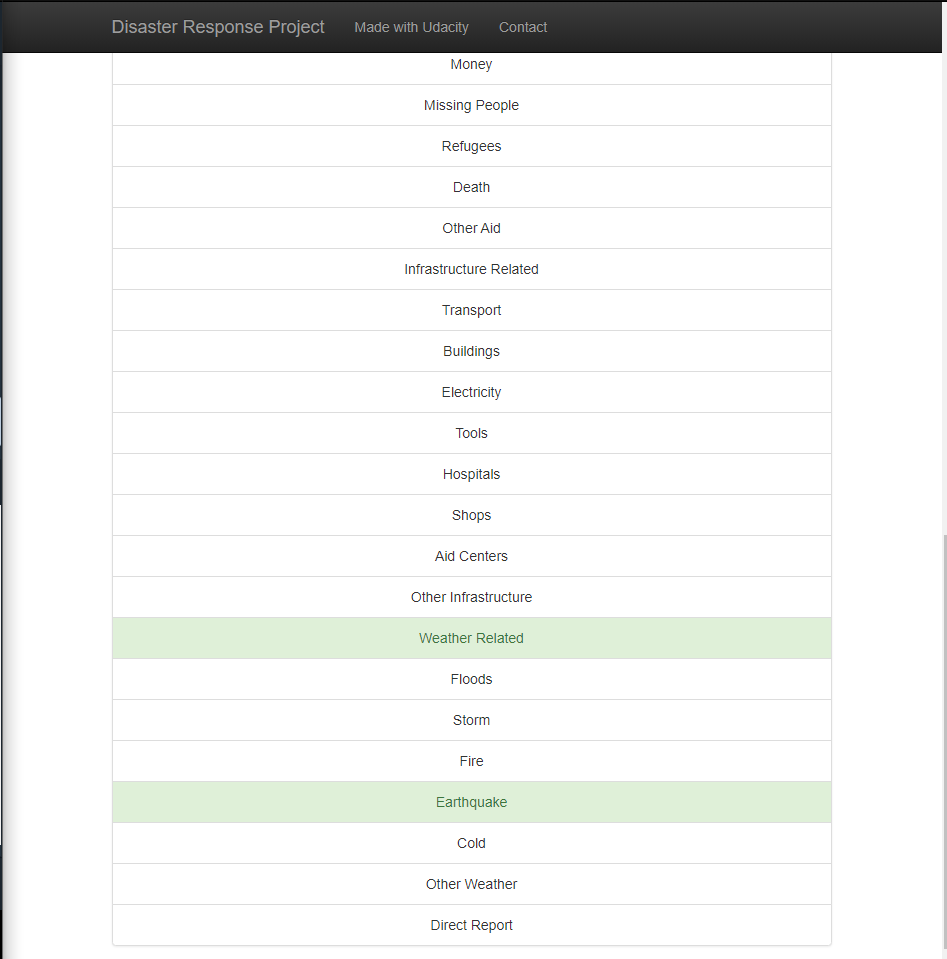 Disaster Response Project Made with Udacity Contact
Money
Missing People
Refugees
Death
Other Aid
Infrastructure Related
Transport
Buildings
Electricity
Tools
Hospitals
Shops
Aid Centers
Other Infrastructure
Weather Related
Floods
Storm
Fire
Earthquake
Cold
Other Weather
Direct Report